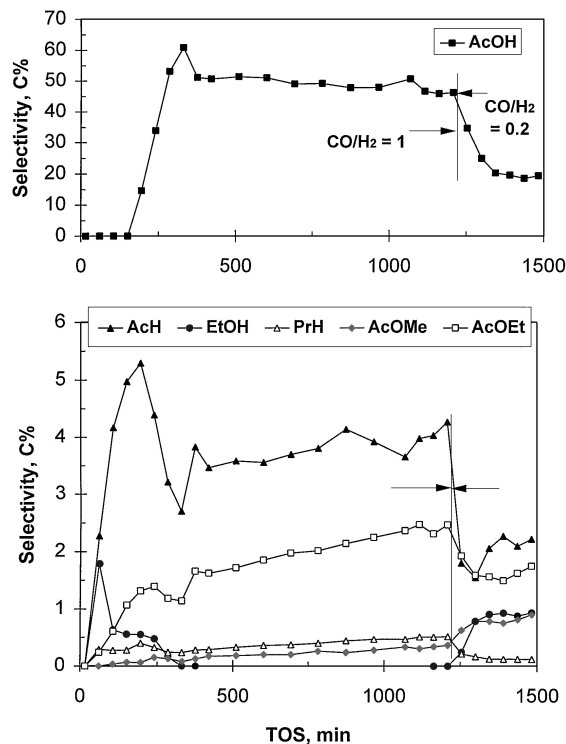 70
60
50
40
30
20
10
0
Selectivity, C%
AcOH
CO/H2 = 1
CO/H2
= 0.2
0 500 1000 1500
AcH EtOH PrH AcOMe AcOEt
6
5
4
3
2
1
0
Selectivity, C%
0 500 1000 1500
TOS, min